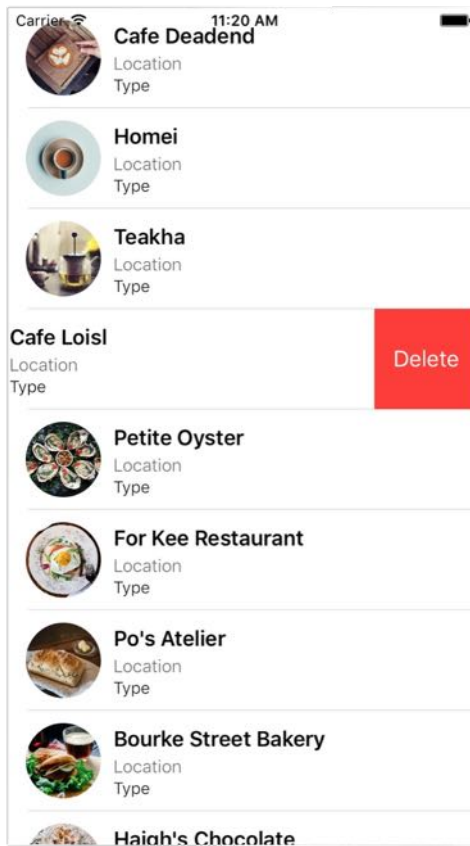 Carrier 11:20 AM
Cafe Deadend
Location
Type
Homei
Location
Type
Teakha
Location
Type
Cafe Loisl
Location
Type
Delete
Petite Oyster
Location
Type
For Kee Restaurant
Location
Type
Po's Atelier
Location
Type
Bourke Street Bakery
Location
Type
Haigh's Chocolate